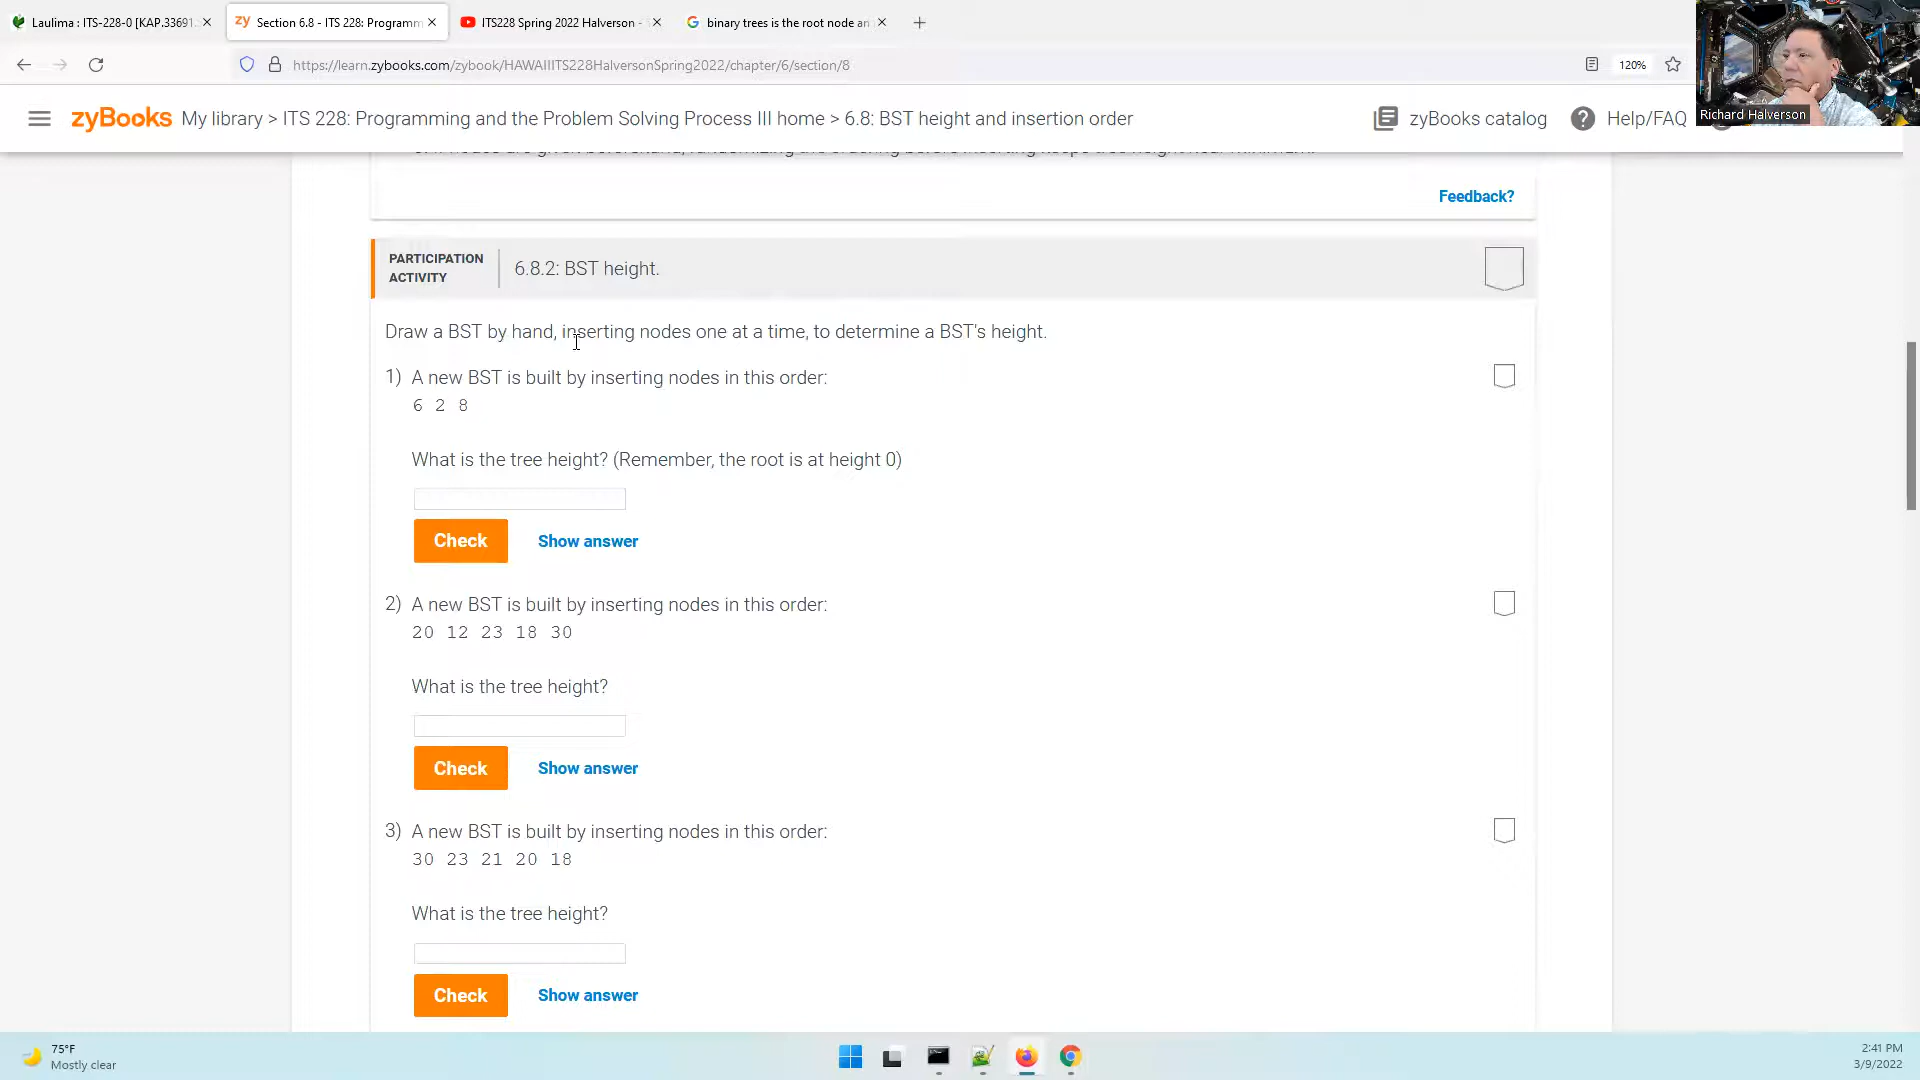 Laulima : ITS-228-0 [KAP.33691.
Section 6.8 - ITS 228: Programm
ITS228 Spring 2022 Halverson -
binary trees is the root node an
https://learn.zybooks.com/zybook/HAWAIIITS228HalversonSpring2022/chapter/6/section/8
120%
Richard Halverson
zyBooks My library > ITS 228: Programming and the Problem Solving Process III home > 6.8: BST height and insertion order
zyBooks catalog
Help/FAQ
Feedback?
PARTICIPATION ACTIVITY
6.8.2: BST height.
Draw a BST by hand, inserting nodes one at a time, to determine a BST's height.
1) A new BST is built by inserting nodes in this order:
6 2 8
What is the tree height? (Remember, the root is at height 0)
Check Show answer
2) A new BST is built by inserting nodes in this order:
20 12 23 18 30
What is the tree height?
Check Show answer
3) A new BST is built by inserting nodes in this order:
30 23 21 20 18
What is the tree height?
Check Show answer
75°F
Mostly clear
2:41 PM
3/9/2022